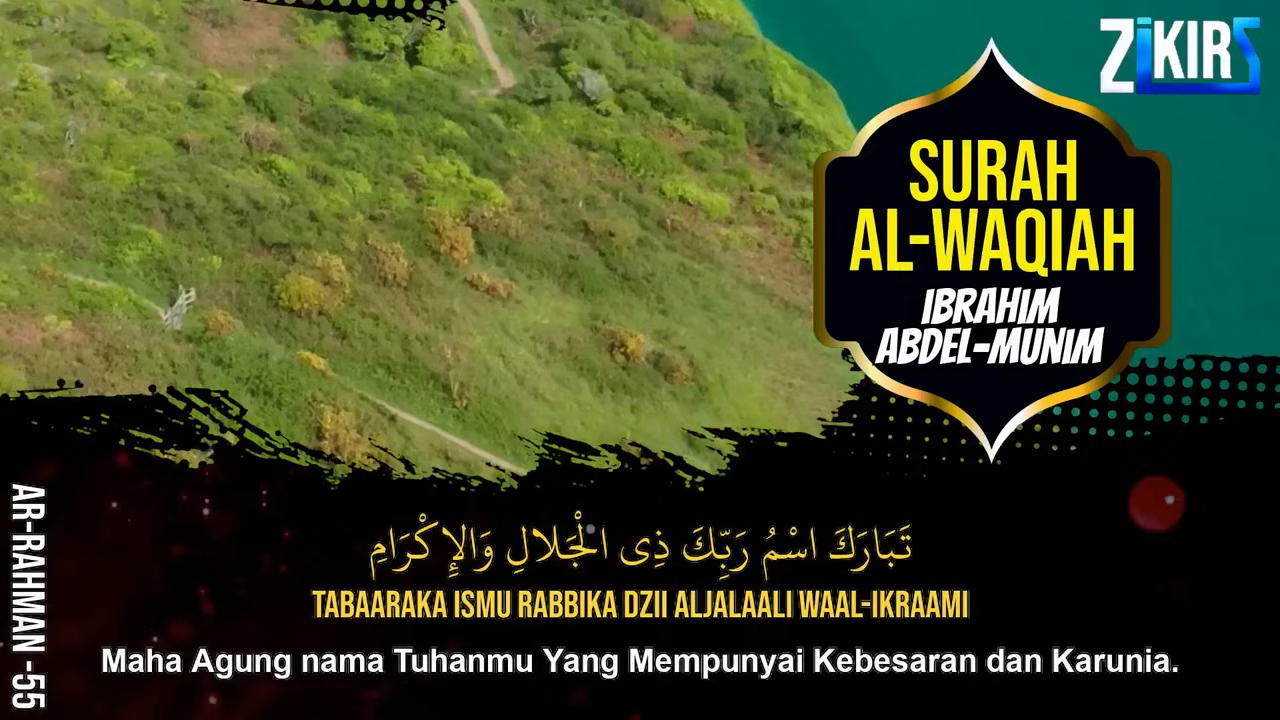 ZiKIRS
SURAH
AL-WAQIAH
IBRAHIM
ABDEL-MUNIM
تَبَارَكَ اسْمُ رَبِّكَ ذِى الْجَلالِ وَالإِكْرَامِ
TABAARAKA ISMU RABBIKA DZII ALJALAALI WAAL-IKRAAMI
Maha Agung nama Tuhanmu Yang Mempunyai Kebesaran dan Karunia.
AR-RAHMAN -55